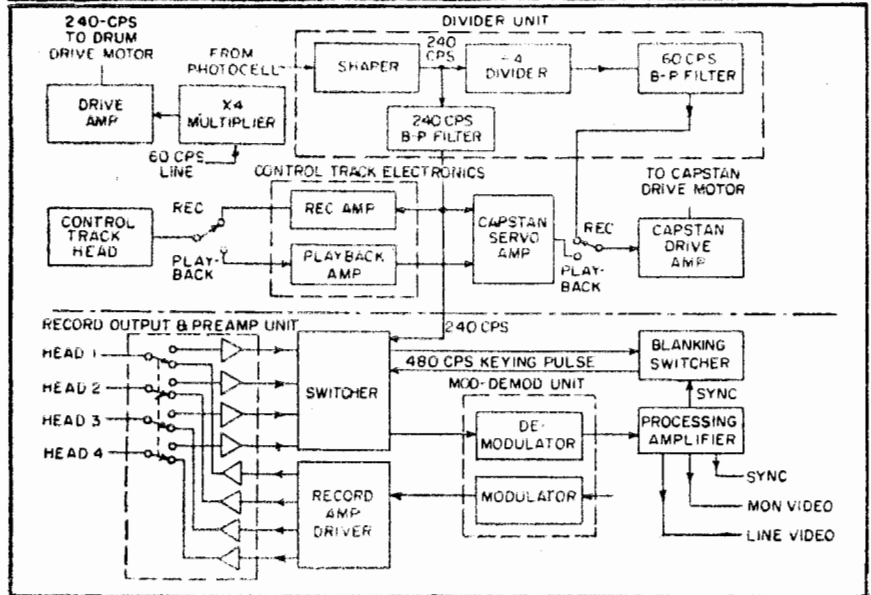 DIVIDER UNIT
240-CPS
TO DRUM
DRIVE MOTOR
FROM
PHOTOCELL
SHAPER
240
CPS
÷4
DIVIDER
60 CPS
B-P FILTER
DRIVE
AMP
X4
MULTIPLIER
240 CPS
B-P FILTER
60 CPS
LINE
CONTROL TRACK ELECTRONICS
TO CAPSTAN
DRIVE MOTOR
CONTROL
TRACK
HEAD
REC
PLAY-
BACK
REC AMP
PLAYBACK
AMP
CAPSTAN
SERVO
AMP
REC
PLAY-
BACK
CAPSTAN
DRIVE
AMP
RECORD OUTPUT & PREAMP UNIT
240 CPS
HEAD 1
HEAD 2
HEAD 3
HEAD 4
SWITCHER
480 CPS KEYING PULSE
BLANKING
SWITCHER
MOD-DEMOD UNIT
SYNC
DE-
MODULATOR
PROCESSING
AMPLIFIER
RECORD
AMP
DRIVER
MODULATOR
SYNC
MON VIDEO
LINE VIDEO